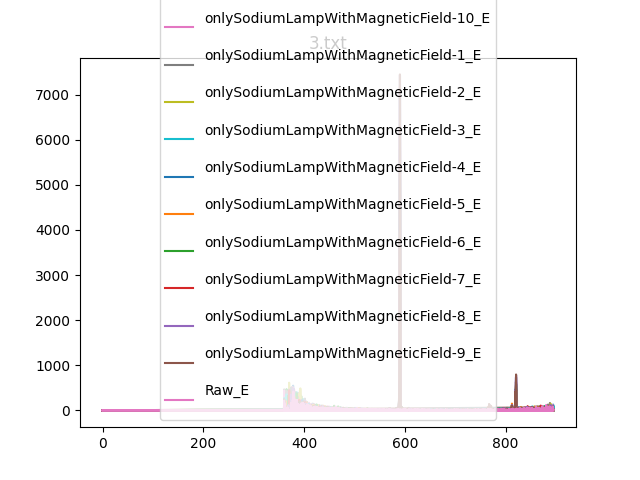 onlySodiumLampWithMagneticField-10_E
3.txt
onlySodiumLampWithMagneticField-1_E
onlySodiumLampWithMagneticField-2_E
onlySodiumLampWithMagneticField-3_E
onlySodiumLampWithMagneticField-4_E
onlySodiumLampWithMagneticField-5_E
onlySodiumLampWithMagneticField-6_E
onlySodiumLampWithMagneticField-7_E
onlySodiumLampWithMagneticField-8_E
onlySodiumLampWithMagneticField-9_E
Raw_E
7000
6000
5000
4000
3000
2000
1000
0
0
200
400
600
800